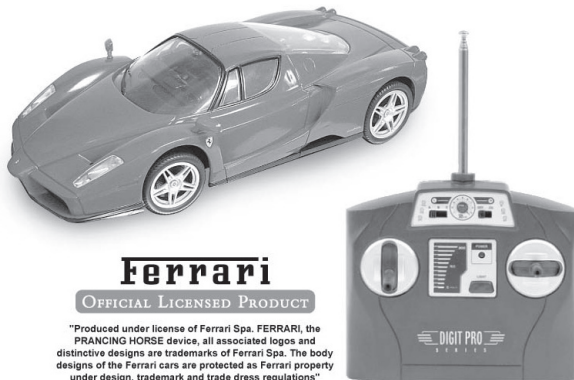 POWER
Ferrari
OFFICIAL LICENSED PRODUCT
DIGIT PRO
SERIES
"Produced under license of Ferrari Spa. FERRARI, the
PRANCING HORSE device, all associated logos and
distinctive designs are trademarks of Ferrari Spa. The body
designs of the Ferrari cars are protected as Ferrari property
under design, trademark and trade dress regulations"